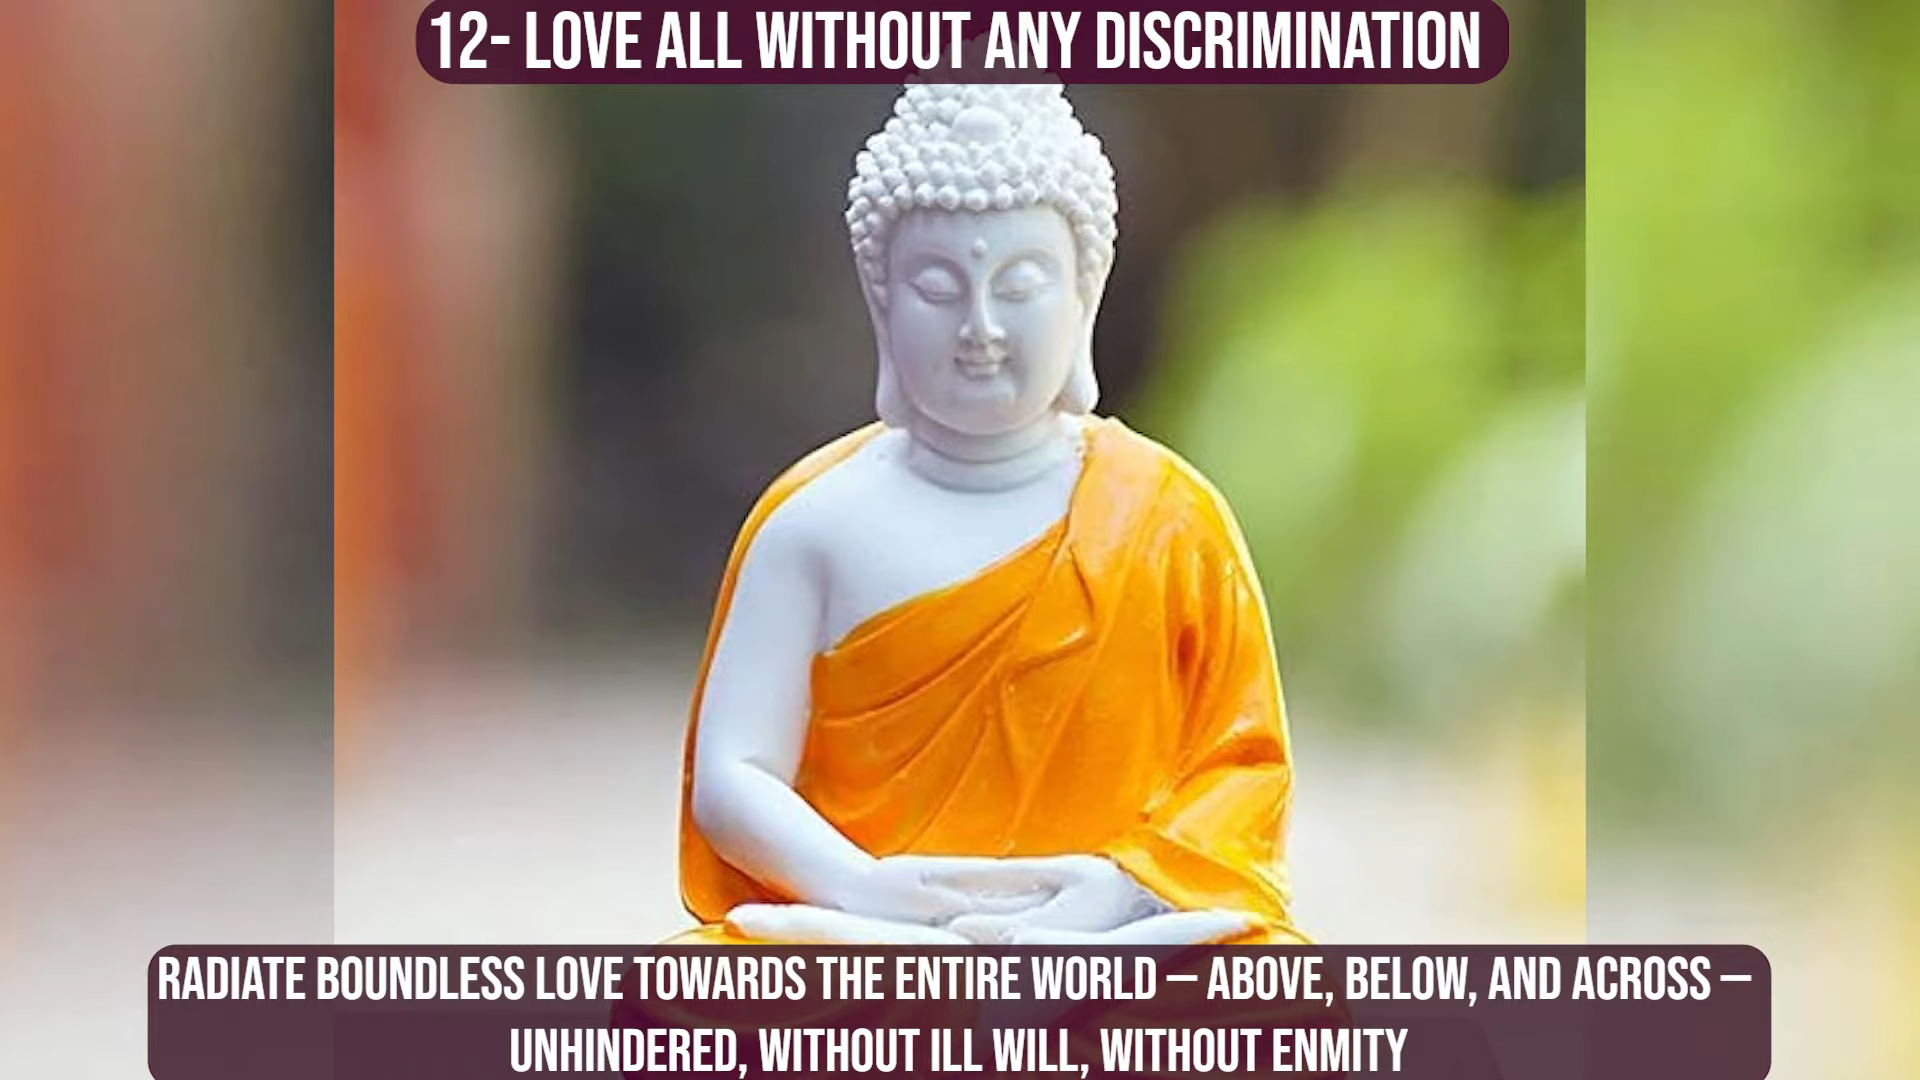 12- LOVE ALL WITHOUT ANY DISCRIMINATION
RADIATE BOUNDLESS LOVE TOWARDS THE ENTIRE WORLD — ABOVE, BELOW, AND ACROSS —
UNHINDERED, WITHOUT ILL WILL, WITHOUT ENMITY